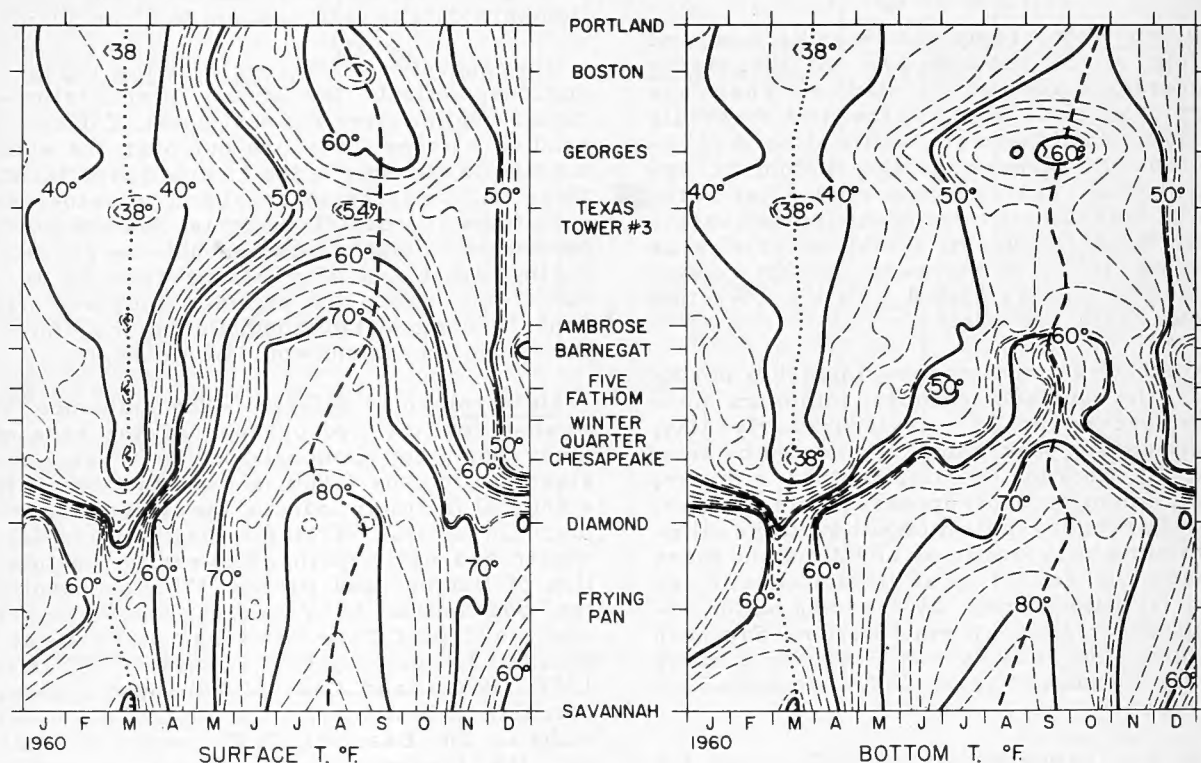 PORTLAND
BOSTON
GEORGES
TEXAS
TOWER #3
AMBROSE
BARNEGAT
FIVE
FATHOM
WINTER
QUARTER
CHESAPEAKE
DIAMOND
FRYING
PAN
SAVANNAH
<38
60°
40°
40°
50°
50°
<38°
<54°
60°
70°
50°
60°
80°
60°
60°
70°
70°
60°
J F M A M J J A S O N D
1960
SURFACE T, °F.
<38°
60°
40°
40°
50°
50°
<38°
60°
50°
<38°
70°
60°
60°
80°
60°
J F M A M J J A S O N D
1960
BOTTOM T, °F.